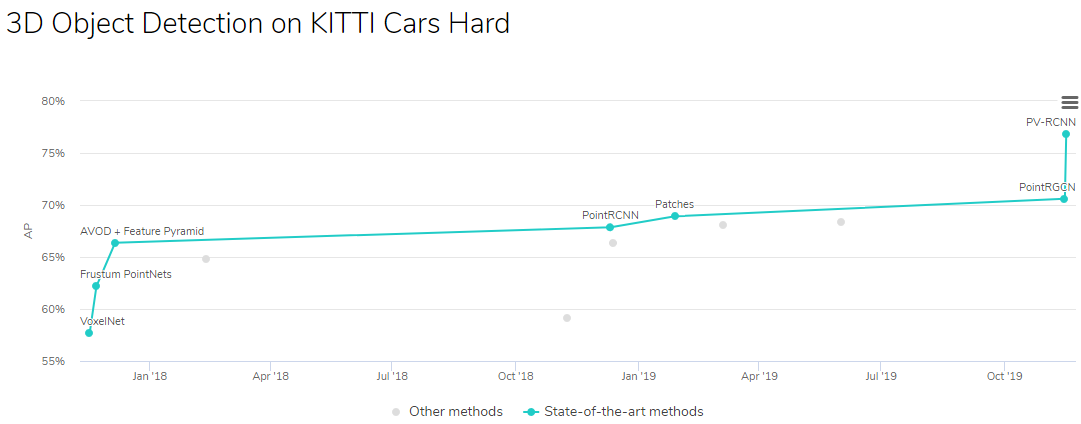 3D Object Detection on KITTI Cars Hard
80%
PV-RCNN
75%
PointRGCN
70%
Patches
PointRCNN
AP
AVOD + Feature Pyramid
65%
Frustum PointNets
60%
VoxelNet
55%
Jan '18 Apr '18 Jul '18 Oct '18 Jan '19 Apr '19 Jul '19 Oct '19
Other methods State-of-the-art methods